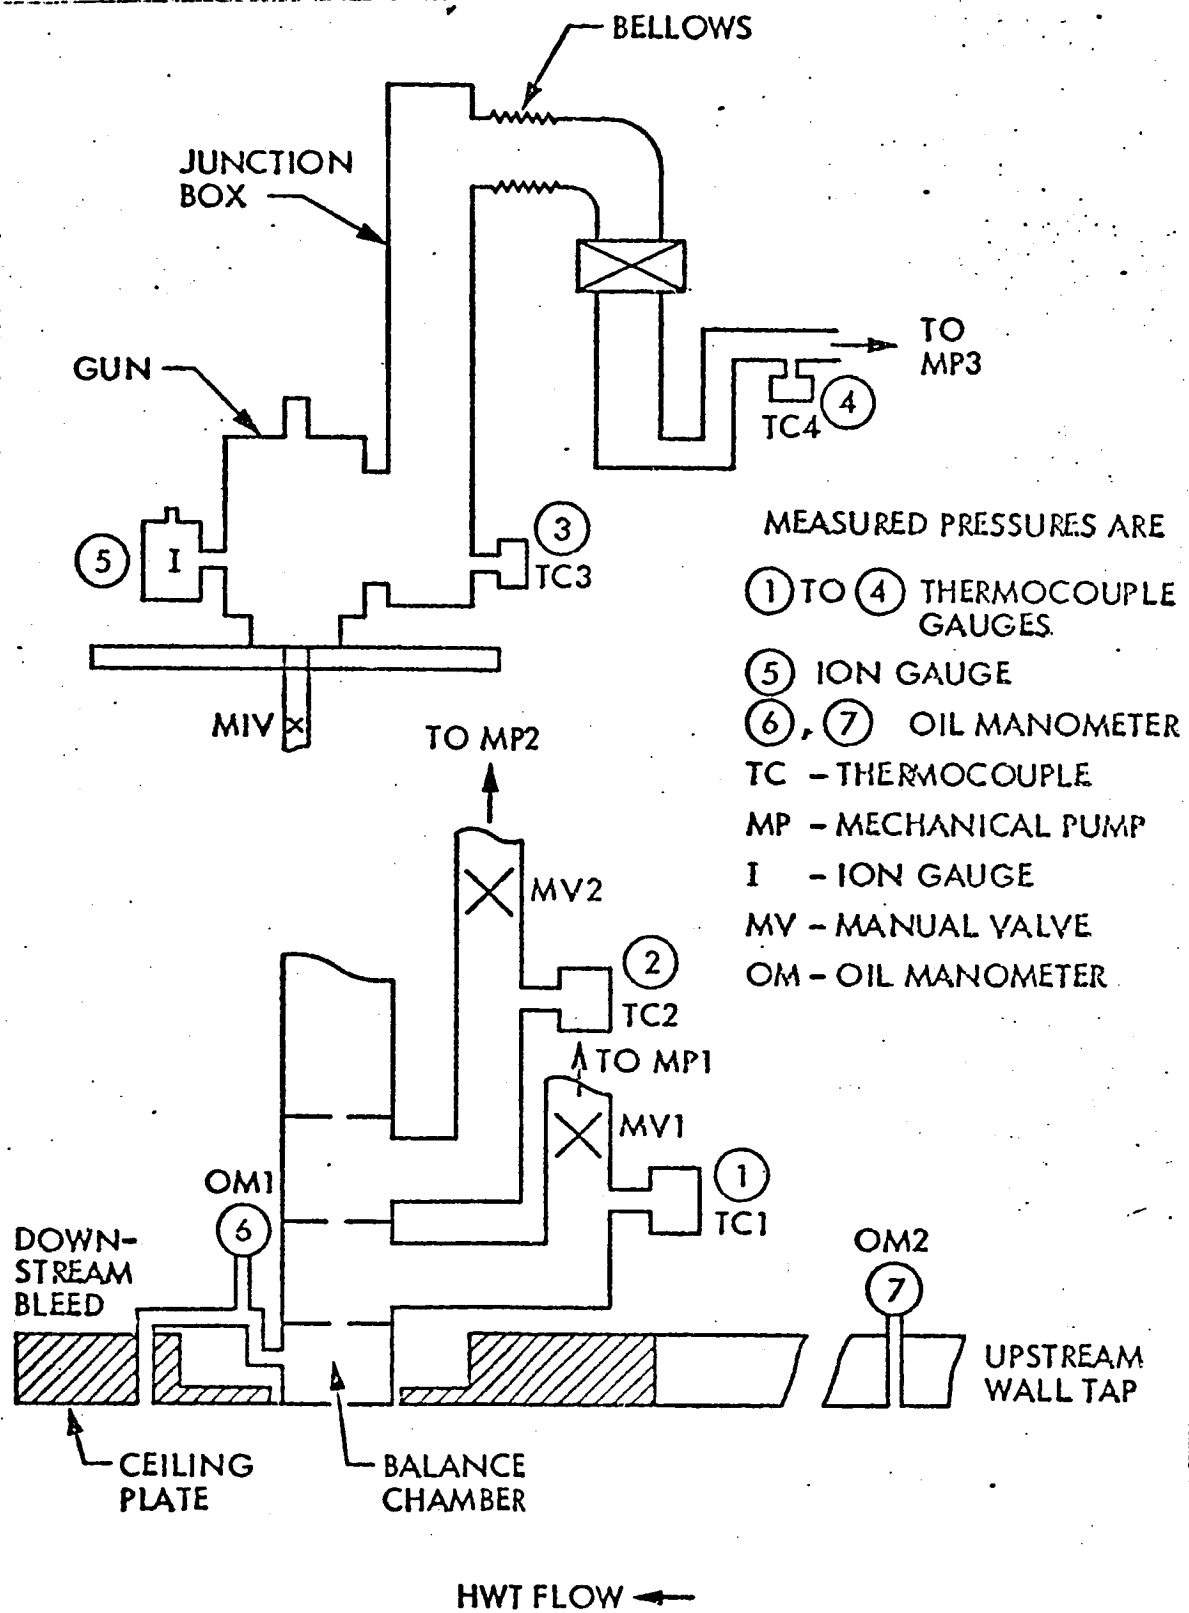 BELLOWS
JUNCTION
BOX
GUN
TO
MP3
4
TC4
3
TC3
5
I
MIV
MEASURED PRESSURES ARE
1 TO 4 THERMOCOUPLE
GAUGES.
5 ION GAUGE
6, 7 OIL MANOMETER
TC – THERMOCOUPLE
MP – MECHANICAL PUMP
I – ION GAUGE
MV – MANUAL VALVE
OM – OIL MANOMETER
TO MP2
MV2
2
TC2
TO MP1
MV1
1
TC1
OM1
6
DOWN-
STREAM
BLEED
OM2
7
UPSTREAM
WALL TAP
CEILING
PLATE
BALANCE
CHAMBER
HWT FLOW